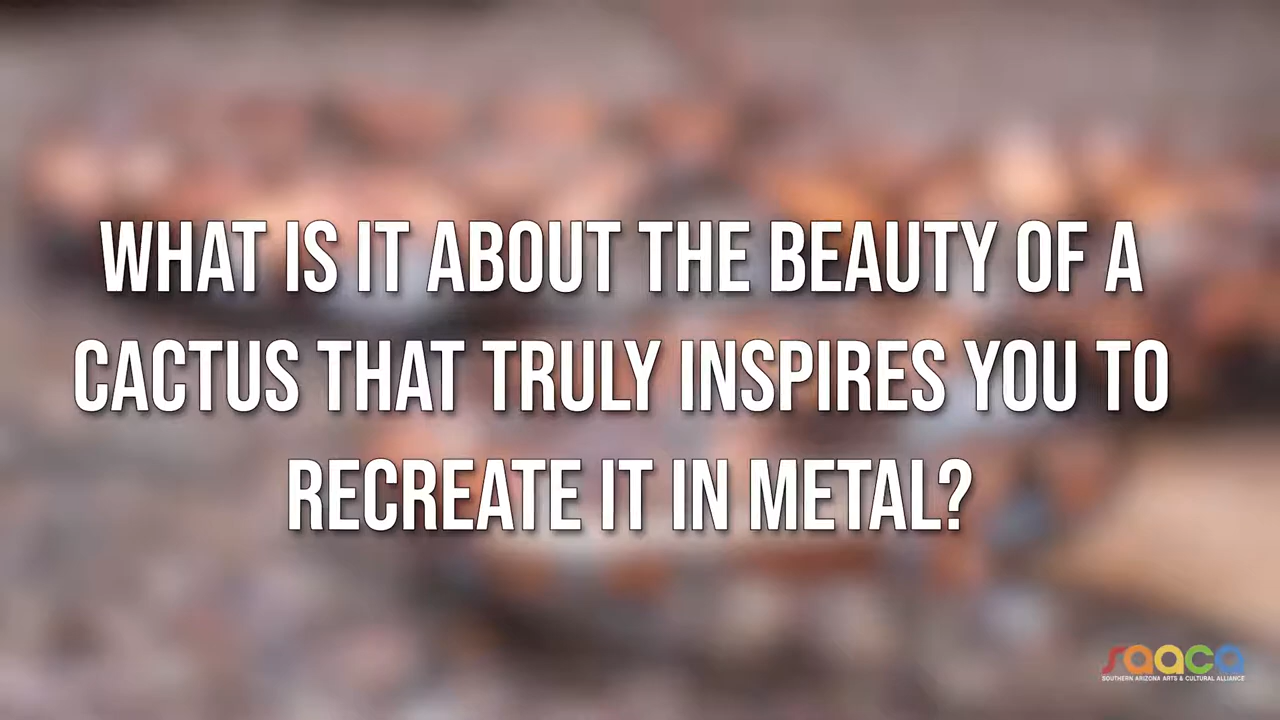 WHAT IS IT ABOUT THE BEAUTY OF A
CACTUS THAT TRULY INSPIRES YOU TO
RECREATE IT IN METAL?
saaca
SOUTHERN ARIZONA ARTS & CULTURAL ALLIANCE